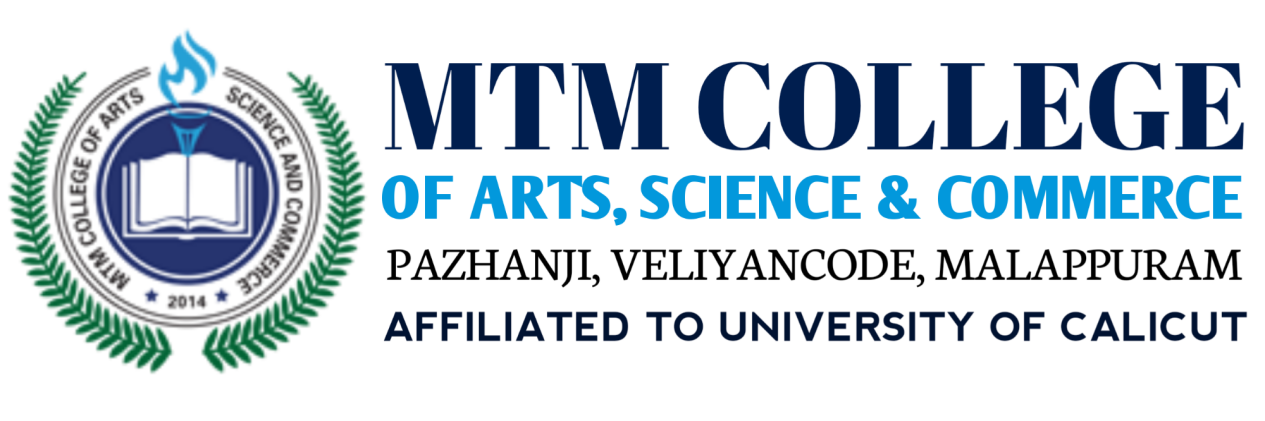 MTM COLLEGE OF ARTS SCIENCE AND COMMERCE
2014
MTM COLLEGE
OF ARTS, SCIENCE & COMMERCE
PAZHANJI, VELIYANCODE, MALAPPURAM
AFFILIATED TO UNIVERSITY OF CALICUT